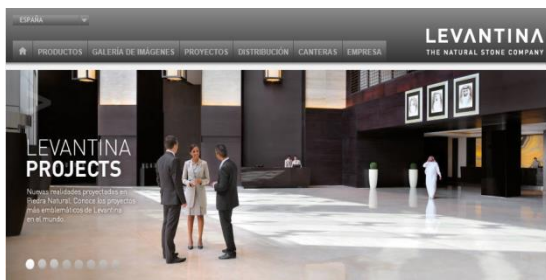 ESPAÑA
LEVANTINA
THE NATURAL STONE COMPANY
PRODUCTOS GALERÍA DE IMÁGENES PROYECTOS DISTRIBUCIÓN CANTERAS EMPRESA
LEVANTINA
PROJECTS
Nuevas realidades proyectadas en
Piedra Natural. Conoce los proyectos
más emblemáticos de Levantina
en el mundo.